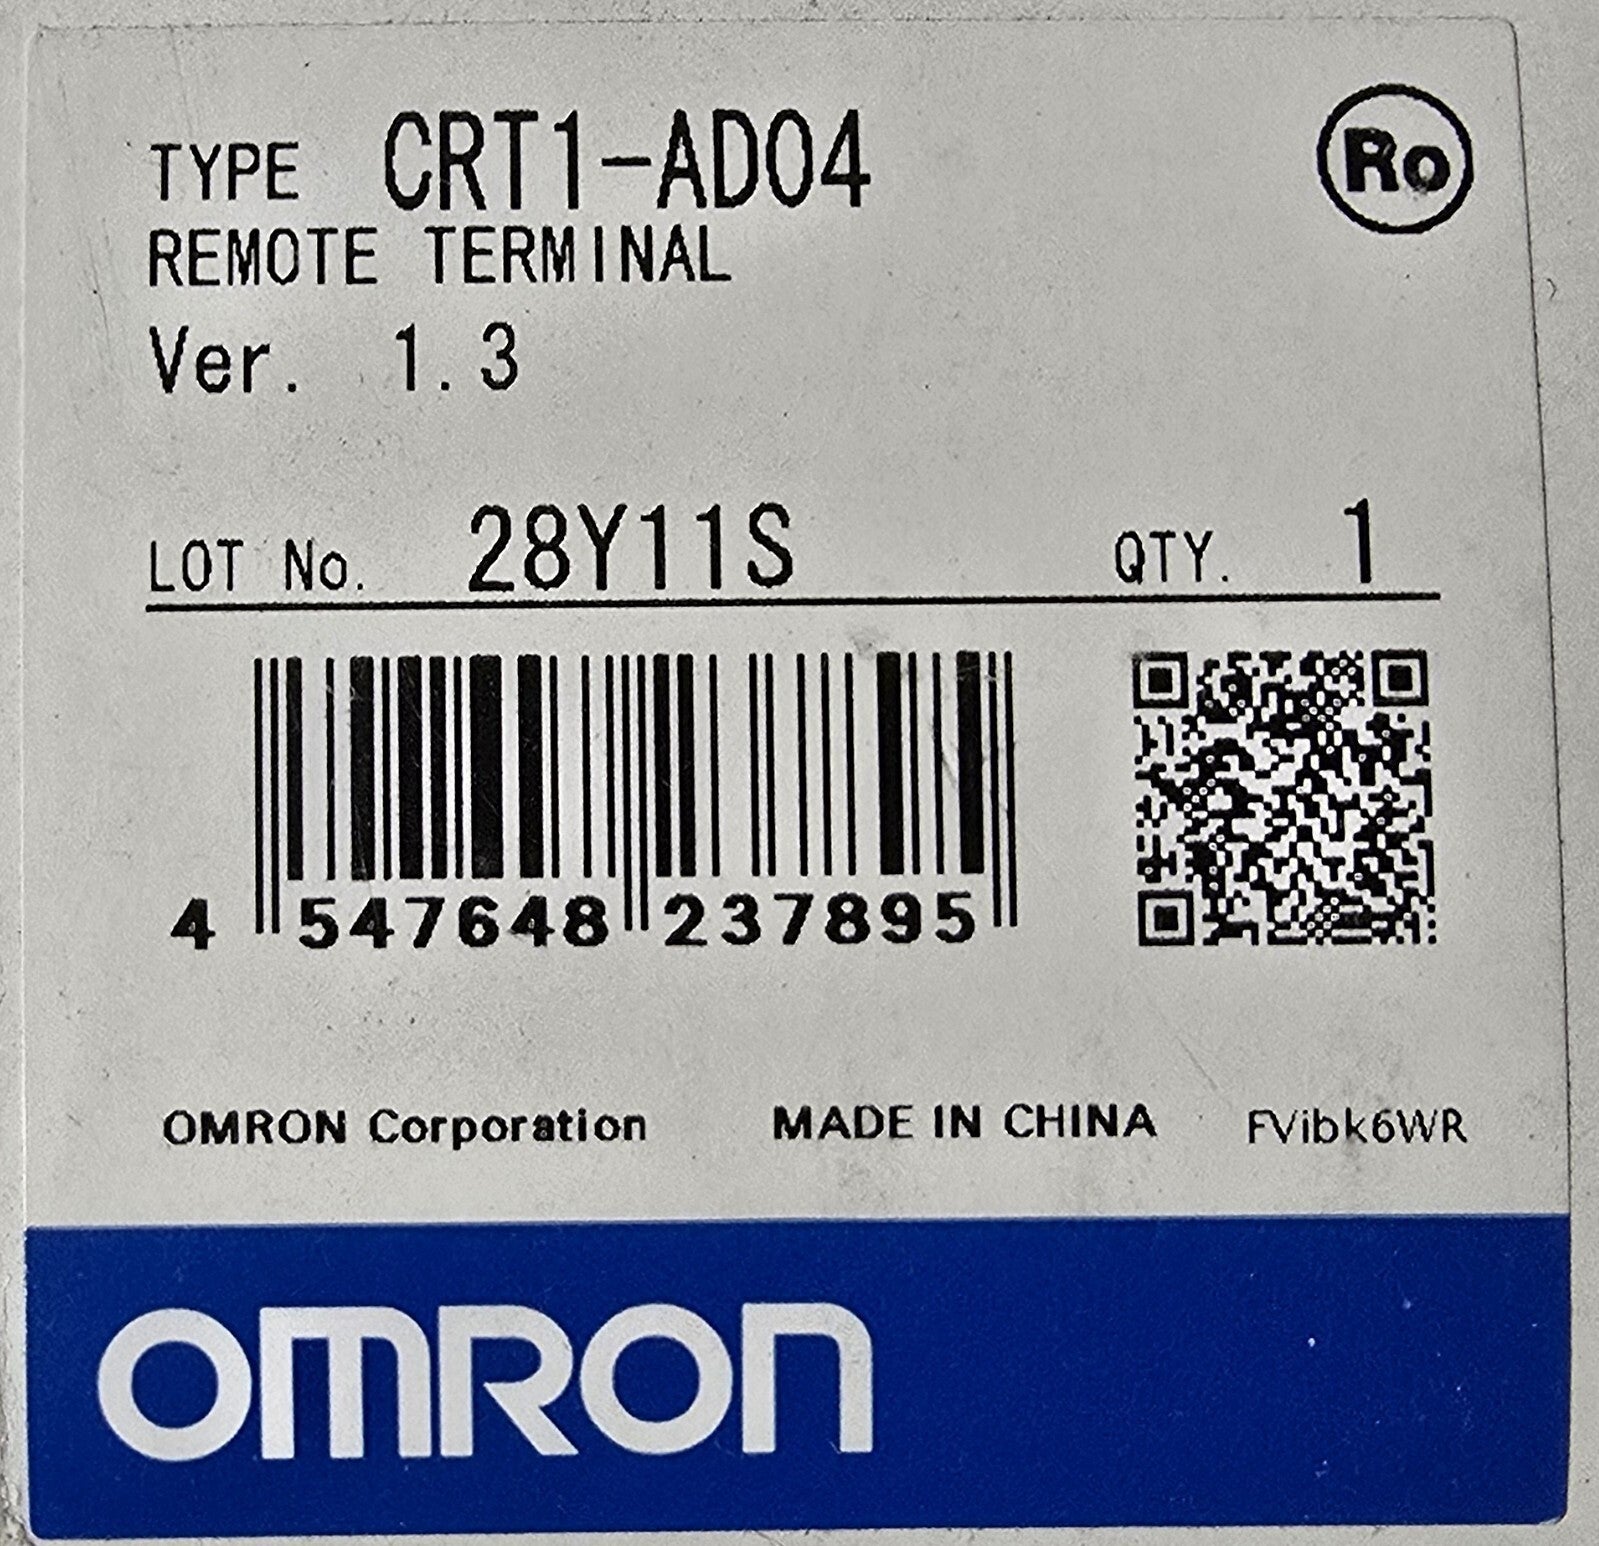 TYPE CRT1-AD04
Ro
REMOTE TERMINAL
Ver. 1.3
LOT No. 28Y11S QTY. 1
4 547648 237895
OMRON Corporation MADE IN CHINA FVibk6WR
OMRON